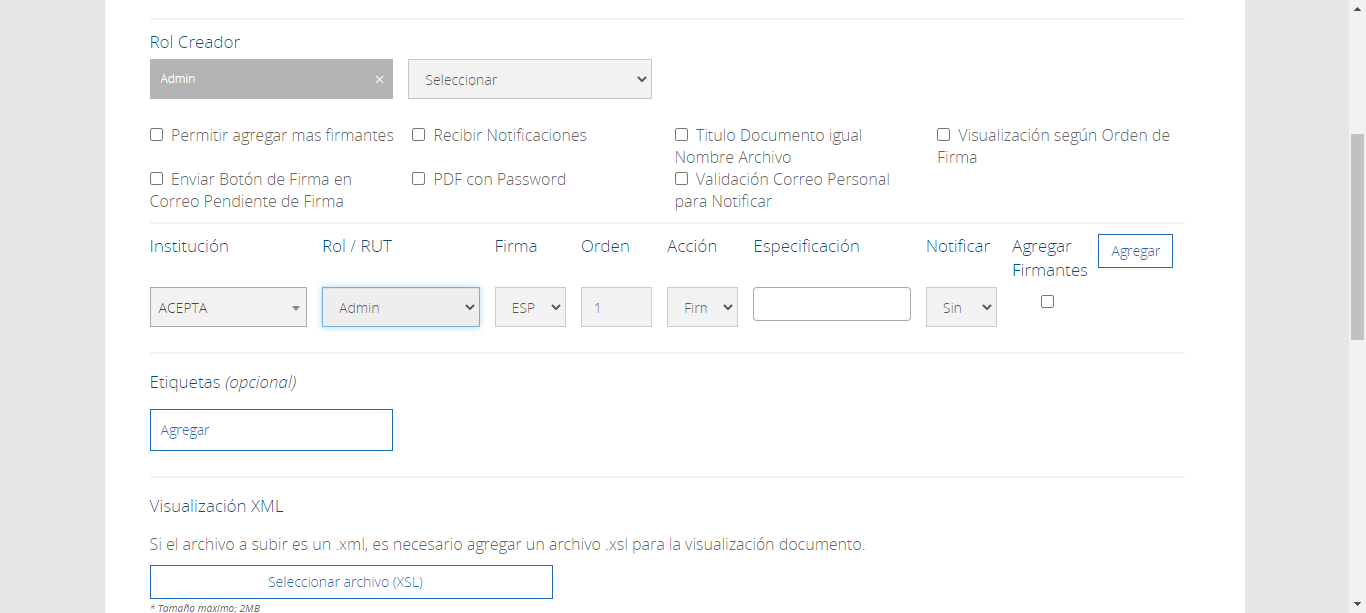 Rol Creador
Admin ×
Seleccionar
Permitir agregar mas firmantes
Recibir Notificaciones
Titulo Documento igual
Nombre Archivo
Visualización según Orden de
Firma
Enviar Botón de Firma en
Correo Pendiente de Firma
PDF con Password
Validación Correo Personal
para Notificar
Institución
Rol / RUT
Firma
Orden
Acción
Especificación
Notificar
Agregar
Firmantes
Agregar
ACEPTA
Admin
ESP
1
Firn
Sin
Etiquetas (opcional)
Agregar
Visualización XML
Si el archivo a subir es un .xml, es necesario agregar un archivo .xsl para la visualización documento.
Seleccionar archivo (XSL)
* Tamaño máximo: 2MB